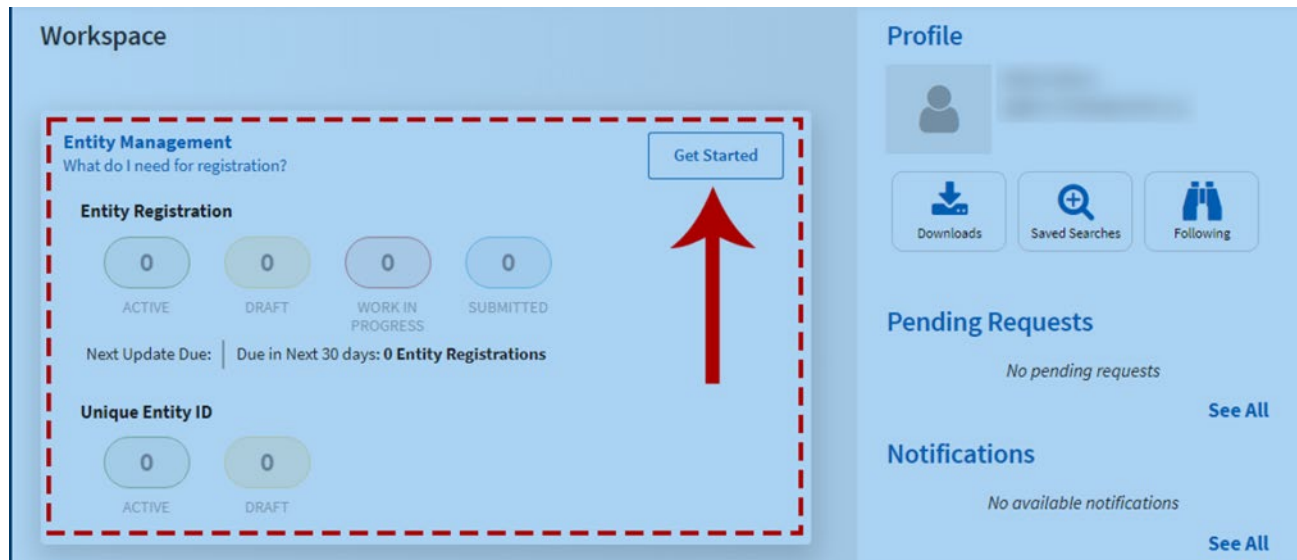 Workspace
Entity Management
What do I need for registration?
Get Started
Entity Registration
0 0 0 0
ACTIVE DRAFT WORK IN PROGRESS SUBMITTED
Next Update Due: Due in Next 30 days: 0 Entity Registrations
Unique Entity ID
0 0
ACTIVE DRAFT
Profile
Downloads Saved Searches Following
Pending Requests
No pending requests
See All
Notifications
No available notifications
See All